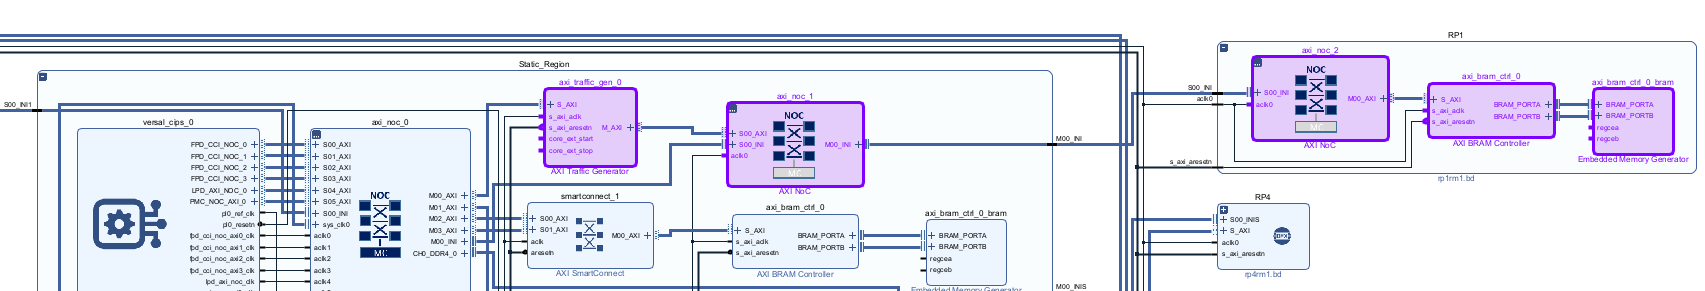 RP1
axi_noc_2
NOC
S00_INI
M00_AXI
aclk0
MC
AXI NoC
axi_bram_ctrl_0
S_AXI
s_axi_aclk
s_axi_aresetn
BRAM_PORTA
BRAM_PORTB
AXI BRAM Controller
axi_bram_ctrl_0_bram
BRAM_PORTA
BRAM_PORTB
regcea
regceb
Embedded Memory Generator
S00_INI
aclk0
s_axi_aresetn
rp1rm1.bd
Static_Region
S00_INI1
versal_cips_0
FPD_CCI_NOC_0
FPD_CCI_NOC_1
FPD_CCI_NOC_2
FPD_CCI_NOC_3
LPD_AXI_NOC_0
PMC_NOC_AXI_0
pl0_ref_clk
pl0_resetn
fpd_cci_noc_axi0_clk
fpd_cci_noc_axi1_clk
fpd_cci_noc_axi2_clk
fpd_cci_noc_axi3_clk
lpd_axi_noc_clk
axi_noc_0
S00_AXI
S01_AXI
S02_AXI
S03_AXI
S04_AXI
S05_AXI
S00_INI
sys_clk0
aclk0
aclk1
aclk2
aclk3
aclk4
NOC
MC
M00_AXI
M01_AXI
M02_AXI
M03_AXI
M00_INI
CH0_DDR4_0
axi_traffic_gen_0
S_AXI
s_axi_aclk
s_axi_aresetn
core_ext_start
core_ext_stop
M_AXI
AXI Traffic Generator
axi_noc_1
NOC
S00_AXI
S00_INI
aclk0
M00_INI
MC
AXI NoC
M00_INI
smartconnect_1
S00_AXI
S01_AXI
aclk
aresetn
M00_AXI
AXI SmartConnect
axi_bram_ctrl_0
S_AXI
s_axi_aclk
s_axi_aresetn
BRAM_PORTA
BRAM_PORTB
AXI BRAM Controller
axi_bram_ctrl_0_bram
BRAM_PORTA
BRAM_PORTB
regcea
regceb
Embedded Memory Generator
M00_INIS
RP4
S00_INIS
S_AXI
aclk0
s_axi_aresetn
DFX
rp4rm1.bd